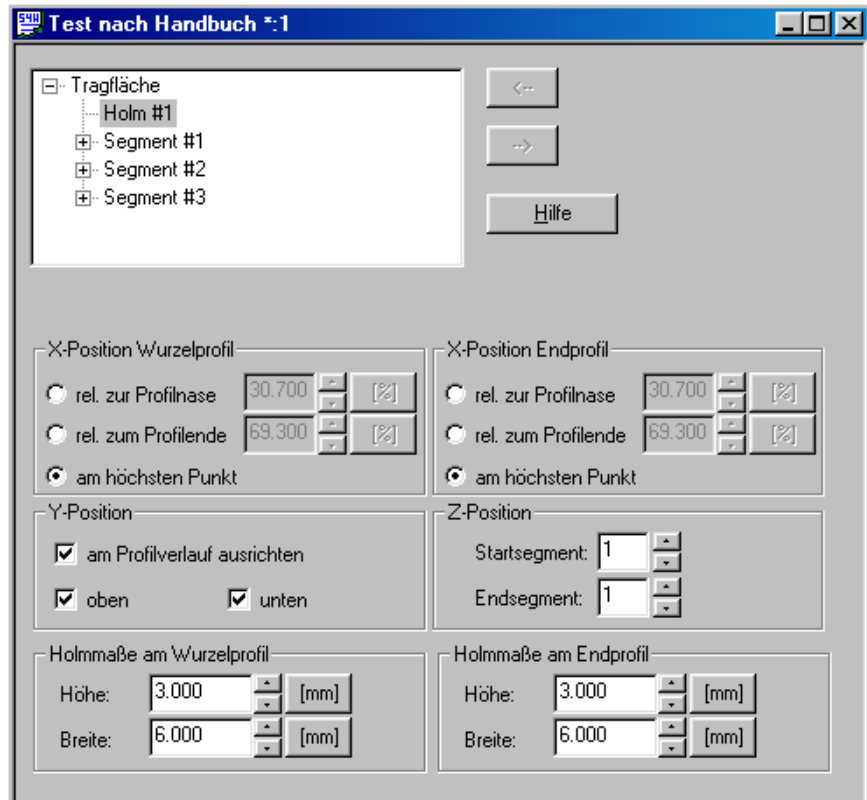 Test nach Handbuch *:1
Tragfläche
Holm #1
Segment #1
Segment #2
Segment #3
<--
-->
Hilfe
X-Position Wurzelprofil
rel. zur Profilnase 30.700 [%]
rel. zum Profilende 69.300 [%]
am höchsten Punkt
X-Position Endprofil
rel. zur Profilnase 30.700 [%]
rel. zum Profilende 69.300 [%]
am höchsten Punkt
Y-Position
am Profilverlauf ausrichten
oben unten
Z-Position
Startsegment: 1
Endsegment: 1
Holmmaße am Wurzelprofil
Höhe: 3.000 [mm]
Breite: 6.000 [mm]
Holmmaße am Endprofil
Höhe: 3.000 [mm]
Breite: 6.000 [mm]